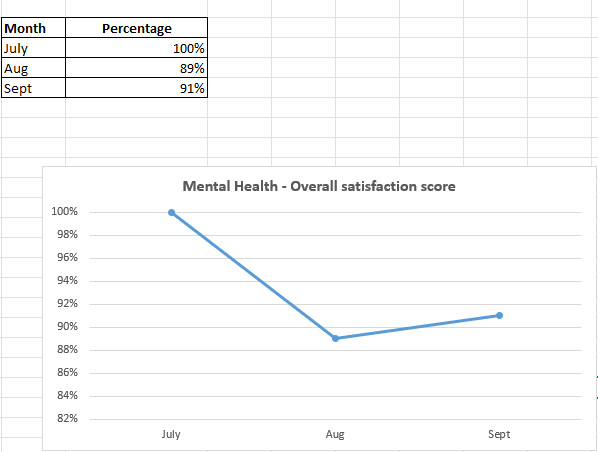 Month Percentage
July 100%
Aug 89%
Sept 91%
Mental Health - Overall satisfaction score
100%
98%
96%
94%
92%
90%
88%
86%
84%
82%
July Aug Sept